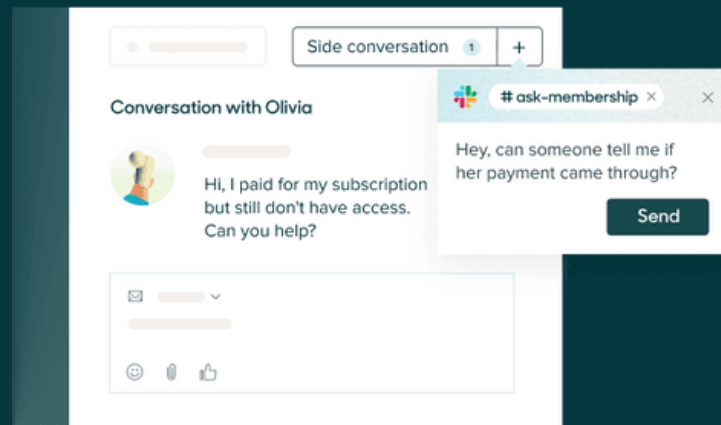 Side conversation 1 +
# ask-membership ×
Conversation with Olivia
Hey, can someone tell me if
her payment came through?
Send
Hi, I paid for my subscription
but still don't have access.
Can you help?